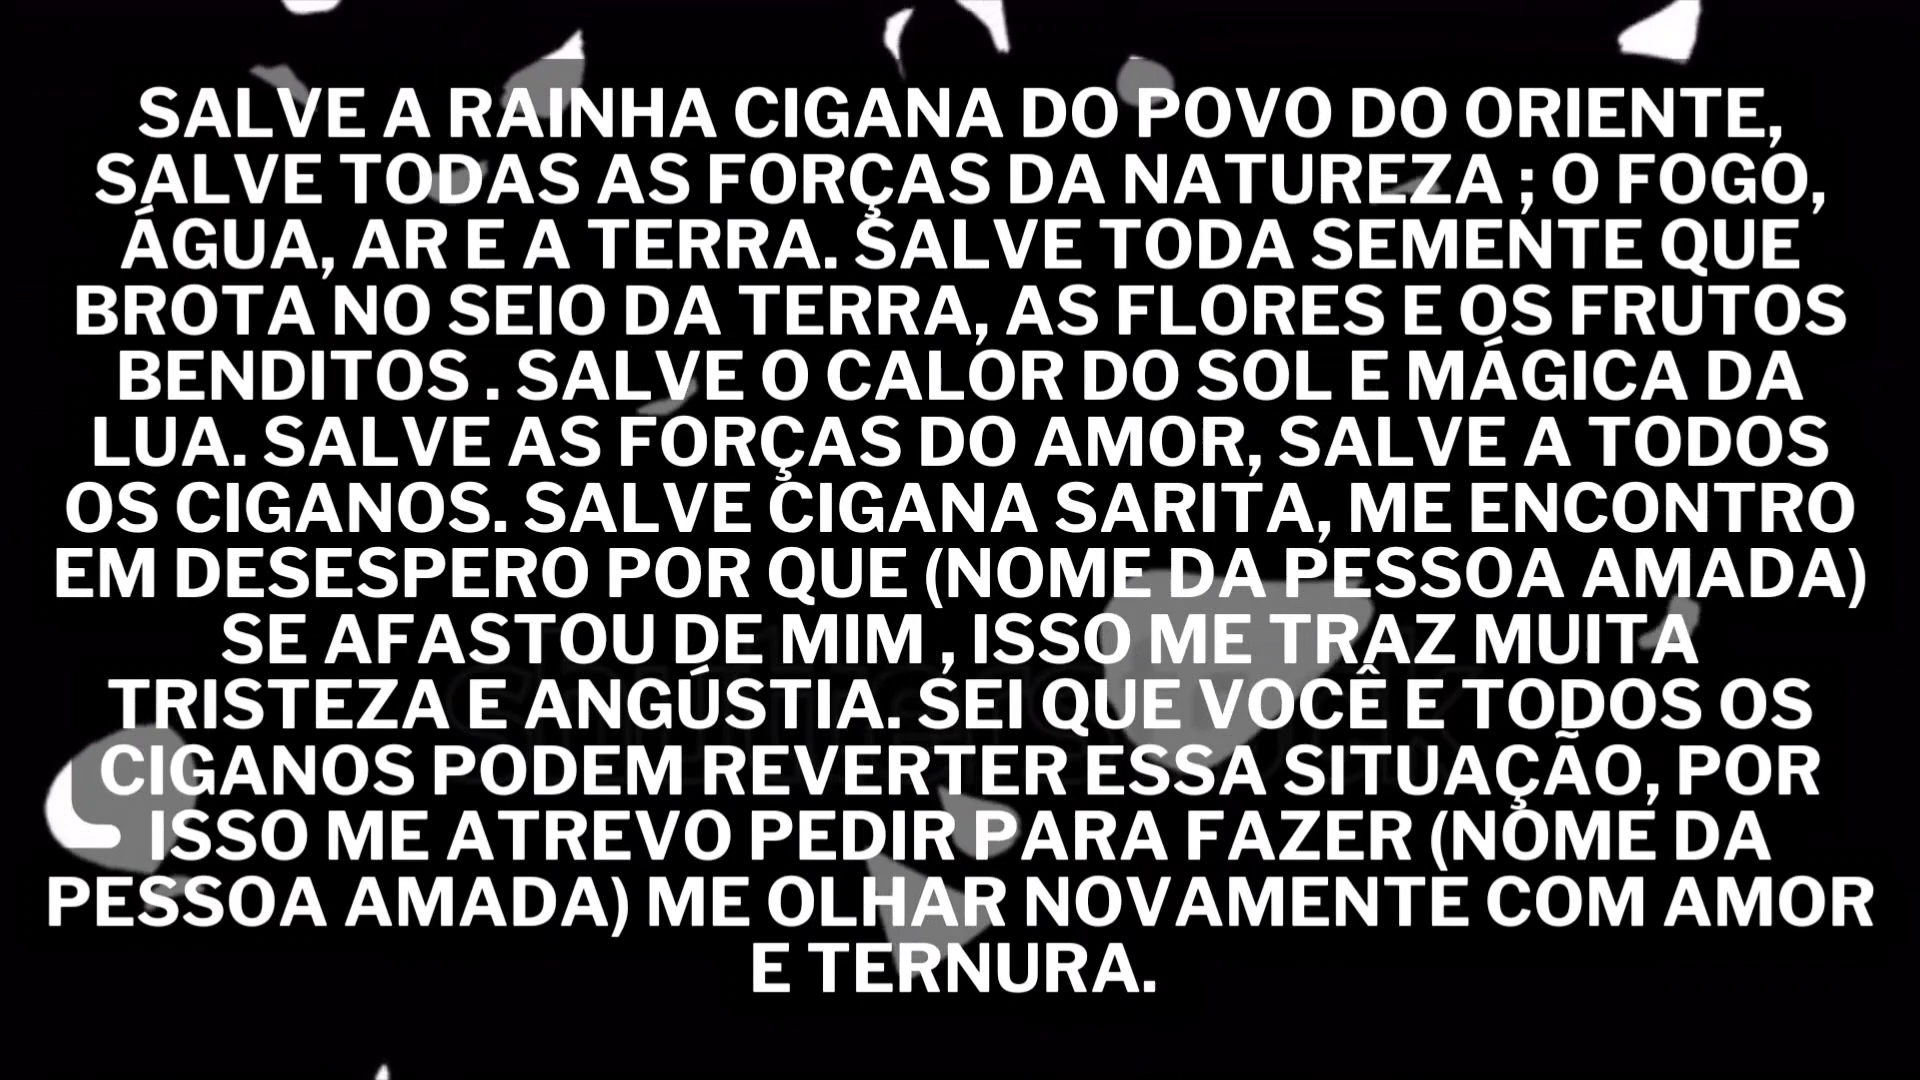 SALVE A RAINHA CIGANA DO POVO DO ORIENTE,
SALVE TODAS AS FORÇAS DA NATUREZA ; O FOGO,
ÁGUA, AR E A TERRA. SALVE TODA SEMENTE QUE
BROTA NO SEIO DA TERRA, AS FLORES E OS FRUTOS
BENDITOS . SALVE O CALOR DO SOL E MÁGICA DA
LUA. SALVE AS FORÇAS DO AMOR, SALVE A TODOS
OS CIGANOS. SALVE CIGANA SARITA, ME ENCONTRO
EM DESESPERO POR QUE (NOME DA PESSOA AMADA)
SE AFASTOU DE MIM , ISSO ME TRAZ MUITA
TRISTEZA E ANGÚSTIA. SEI QUE VOCÊ E TODOS OS
CIGANOS PODEM REVERTER ESSA SITUAÇÃO, POR
ISSO ME ATREVO PEDIR PARA FAZER (NOME DA
PESSOA AMADA) ME OLHAR NOVAMENTE COM AMOR
E TERNURA.